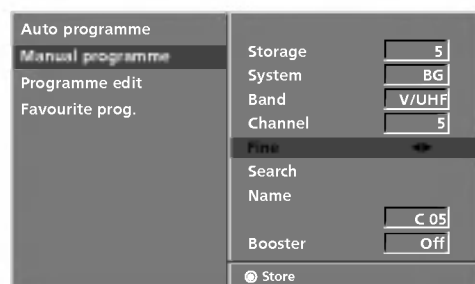 Auto programme
Manual programme
Programme edit
Favourite prog.
Storage 5
System BG
Band V/UHF
Channel 5
Fine
Search
Name
C 05
Booster Off
Store